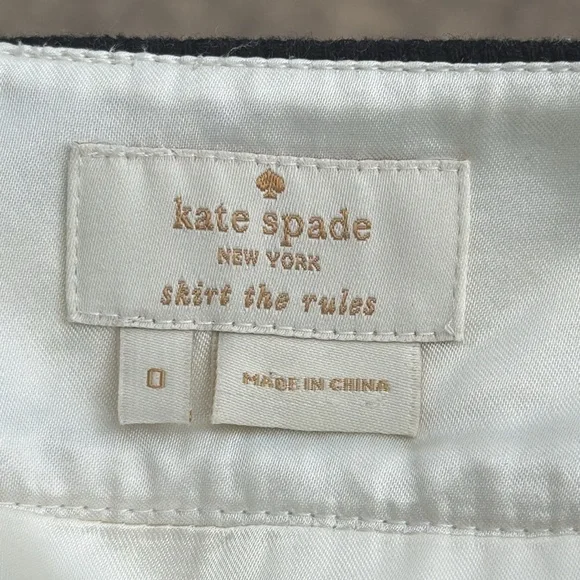 kate spade
NEW YORK
skirt the rules
0
MADE IN CHINA